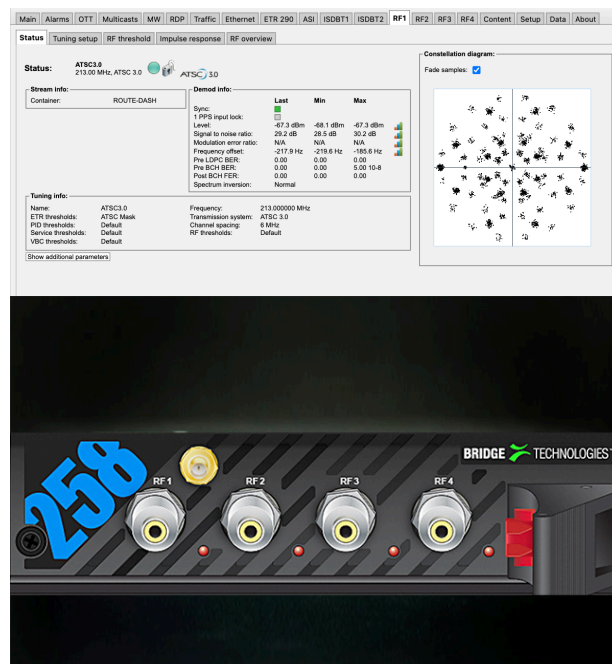 Main Alarms OTT Multicasts MW RDP Traffic Ethernet ETR 290 ASI ISDBT1 ISDBT2 RF1 RF2 RF3 RF4 Content Setup Data About
Status Tuning setup RF threshold Impulse response RF overview
Status:
ATSC3.0
213.00 MHz, ATSC 3.0
ATSC 3.0
Stream info:
Container: ROUTE-DASH
Demod info:
Last Min Max
Sync:
1 PPS input lock:
Level: -67.3 dBm -68.1 dBm -67.3 dBm
Signal to noise ratio: 29.2 dB 28.5 dB 30.2 dB
Modulation error ratio: N/A N/A N/A
Frequency offset: -217.9 Hz -219.6 Hz -185.6 Hz
Pre LDPC BER: 0.00 0.00 0.00
Pre BCH BER: 0.00 0.00 5.00 10-8
Post BCH FER: 0.00 0.00 0.00
Spectrum inversion: Normal
Tuning info:
Name: ATSC3.0 Frequency: 213.000000 MHz
ETR thresholds: ATSC Mask Transmission system: ATSC 3.0
PID thresholds: Default Channel spacing: 6 MHz
Service thresholds: Default RF thresholds: Default
VBC thresholds: Default
Show additional parameters
Constellation diagram:
Fade samples:
258
BRIDGE TECHNOLOGIES
RF1 RF2 RF3 RF4